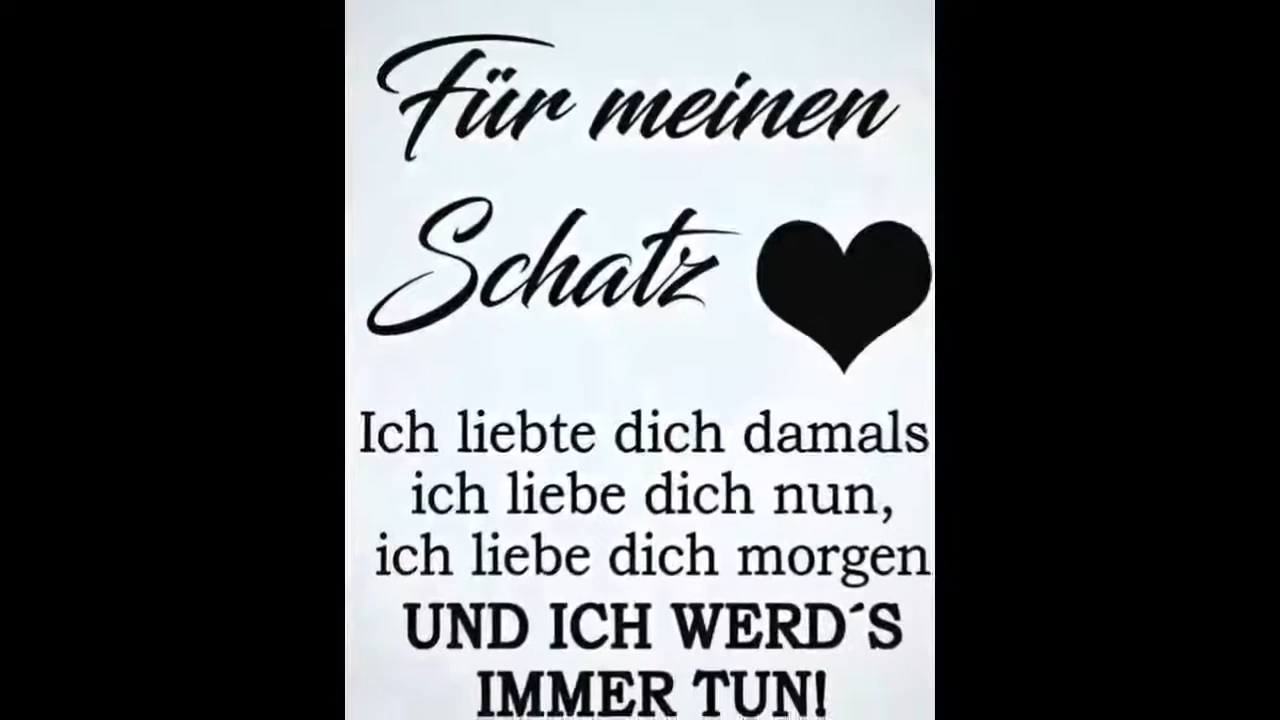 Für meinen
Schatz
Ich liebte dich damals
ich liebe dich nun,
ich liebe dich morgen
UND ICH WERD´S
IMMER TUN!